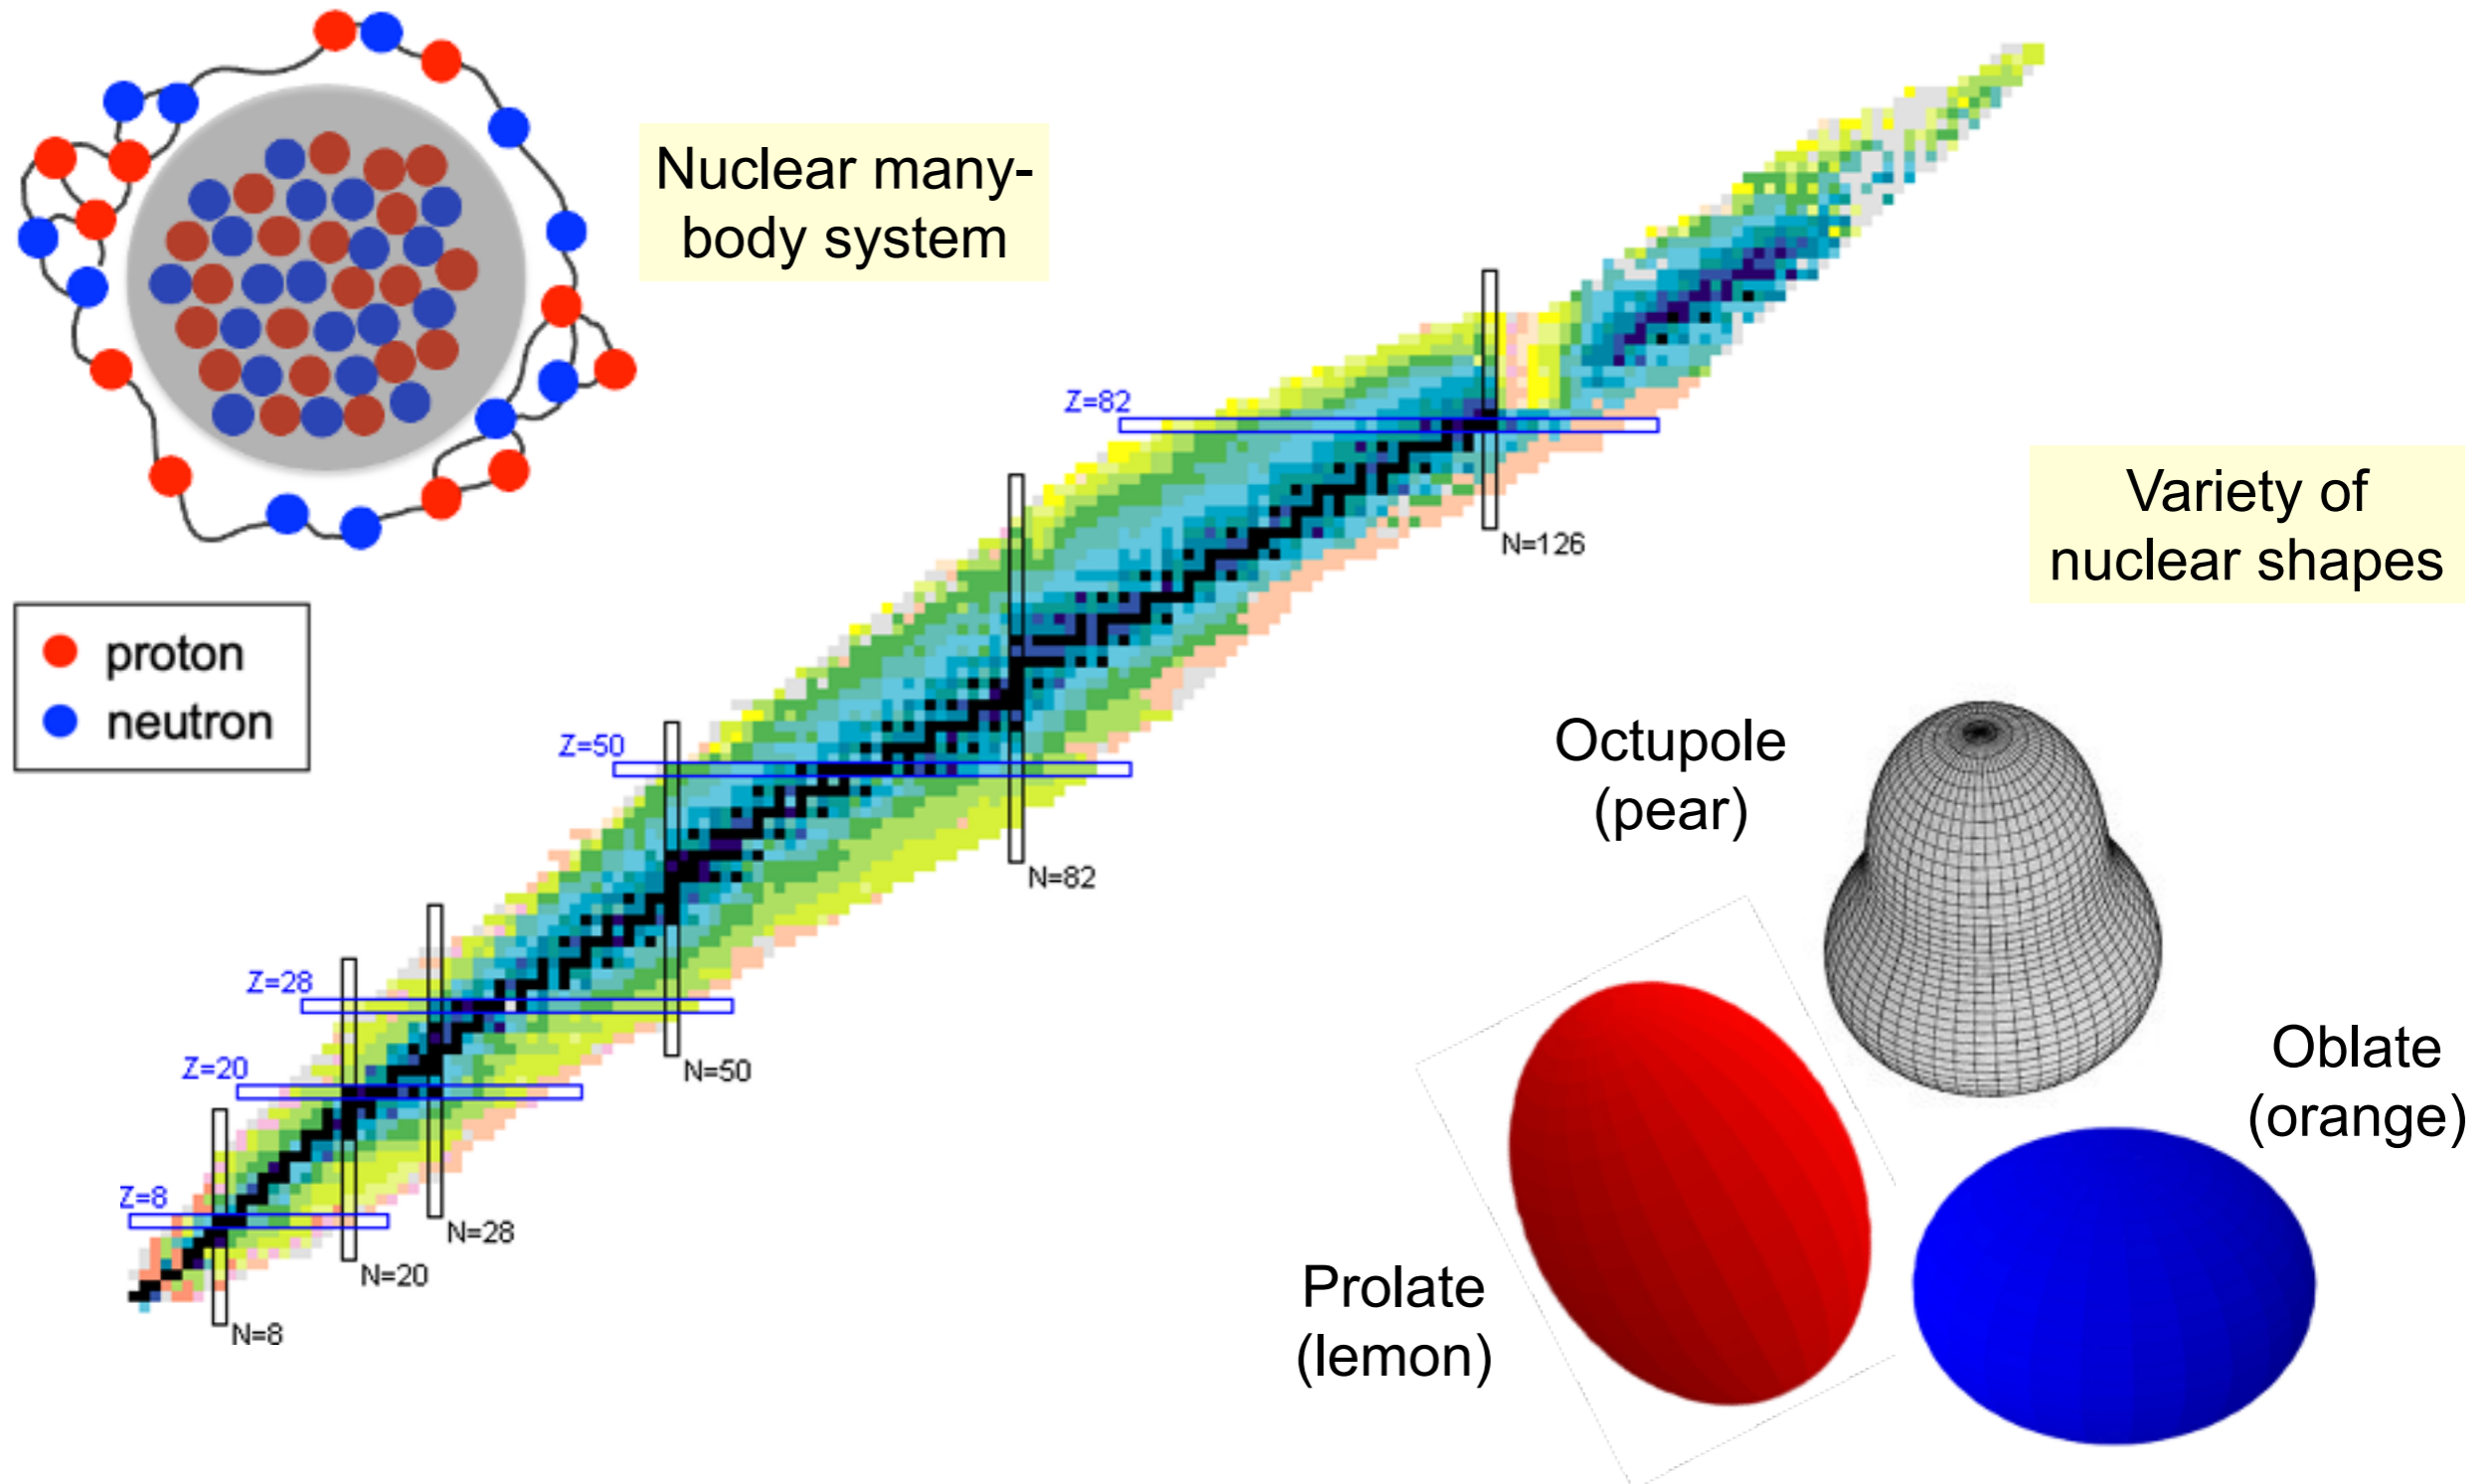 Nuclear many-
body system
proton
neutron
Z=82
N=126
Variety of
nuclear shapes
Z=50
N=82
Octupole
(pear)
Z=28
N=50
Z=20
Oblate
(orange)
Z=8
N=28
N=20
N=8
Prolate
(lemon)